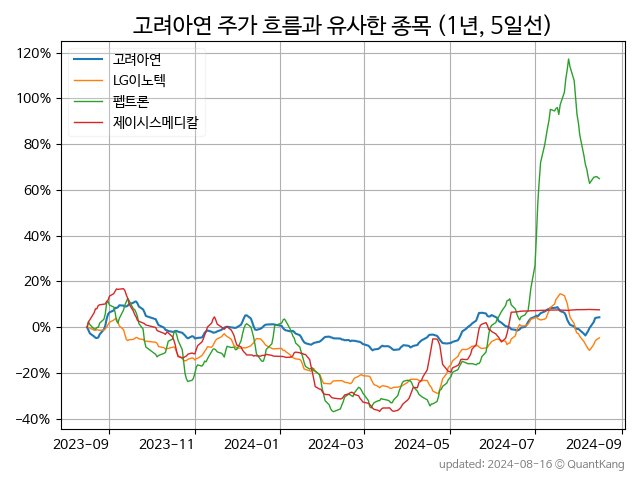 고려아연 주가 흐름과 유사한 종목 (1년, 5일선)
고려아연
LG이노텍
펩트론
제이시스메디칼
120%
100%
80%
60%
40%
20%
0%
−20%
−40%
2023-09 2023-11 2024-01 2024-03 2024-05 2024-07 2024-09
updated: 2024-08-16 © QuantKang